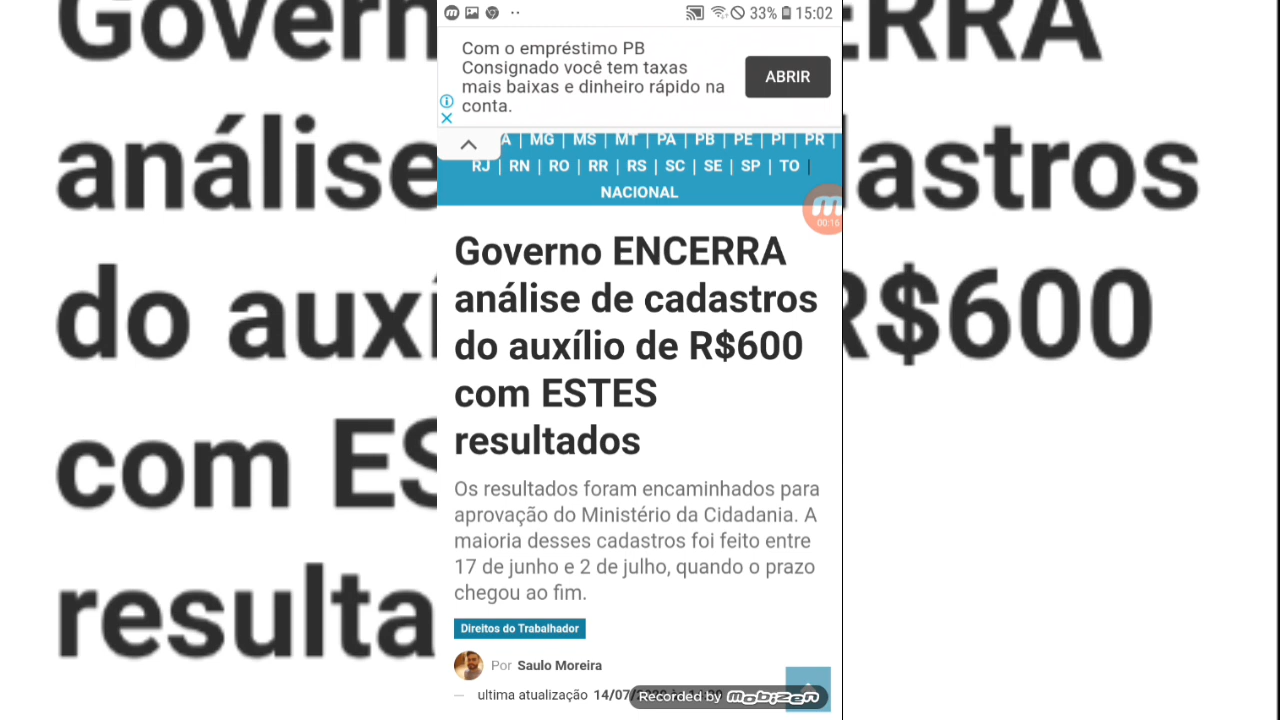 33% 15:02
Com o empréstimo PB
Consignado você tem taxas
mais baixas e dinheiro rápido na
conta.
ABRIR
A | MG | MS | MT | PA | PB | PE | PI | PR |
RJ | RN | RO | RR | RS | SC | SE | SP | TO |
NACIONAL
00:16
Governo ENCERRA
análise de cadastros
do auxílio de R$600
com ESTES
resultados
Os resultados foram encaminhados para
aprovação do Ministério da Cidadania. A
maioria desses cadastros foi feito entre
17 de junho e 2 de julho, quando o prazo
chegou ao fim.
Direitos do Trabalhador
Por Saulo Moreira
ultima atualização 14/07/
Recorded by MOBIZEN